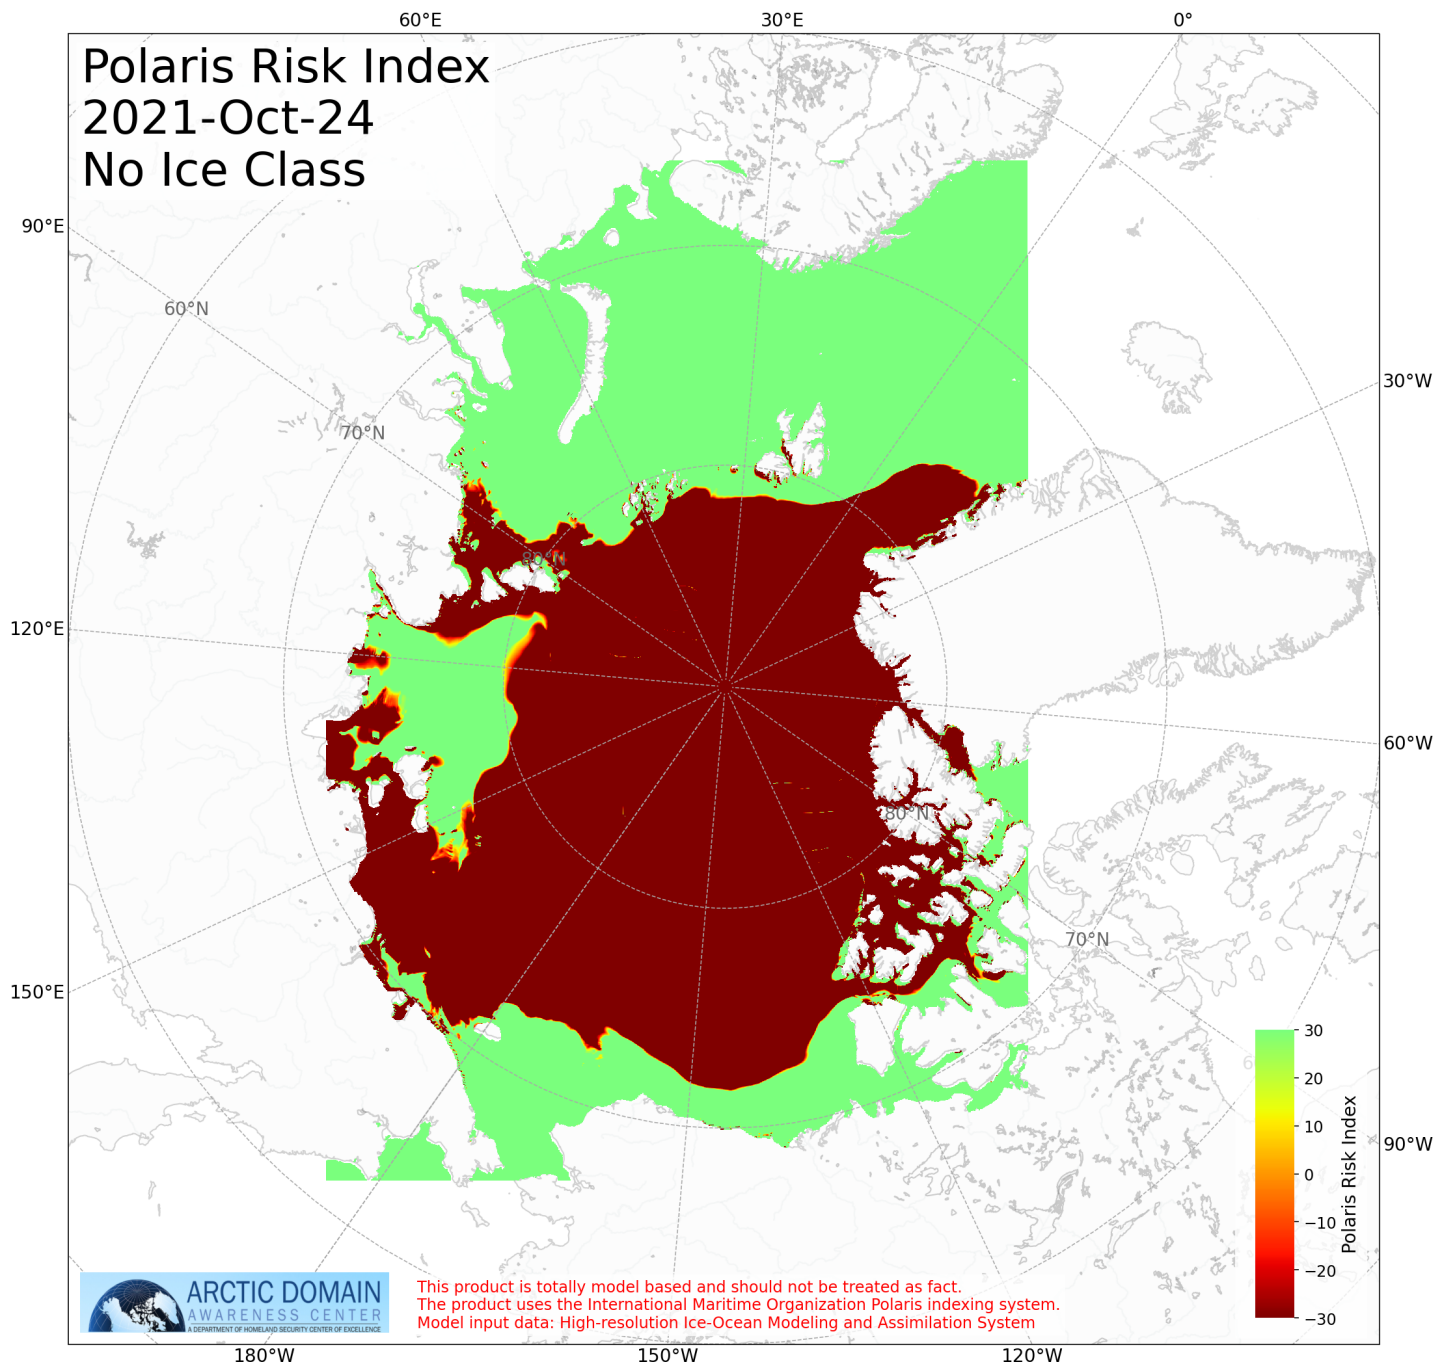 60°E
30°E
0°
Polaris Risk Index
2021-Oct-24
No Ice Class
90°E
60°N
30°W
70°N
80°N
120°E
60°W
80°N
70°N
150°E
30
20
10
0
−10
−20
−30
Polaris Risk Index
90°W
ARCTIC DOMAIN
AWARENESS CENTER
A DEPARTMENT OF HOMELAND SECURITY CENTER OF EXCELLENCE
This product is totally model based and should not be treated as fact.
The product uses the International Maritime Organization Polaris indexing system.
Model input data: High-resolution Ice-Ocean Modeling and Assimilation System
180°W
150°W
120°W